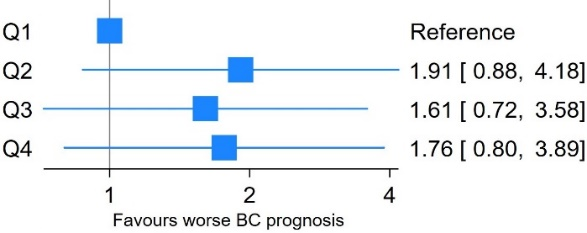 Q1 Reference
Q2 1.91 [ 0.88, 4.18]
Q3 1.61 [ 0.72, 3.58]
Q4 1.76 [ 0.80, 3.89]
1 2 4
Favours worse BC prognosis